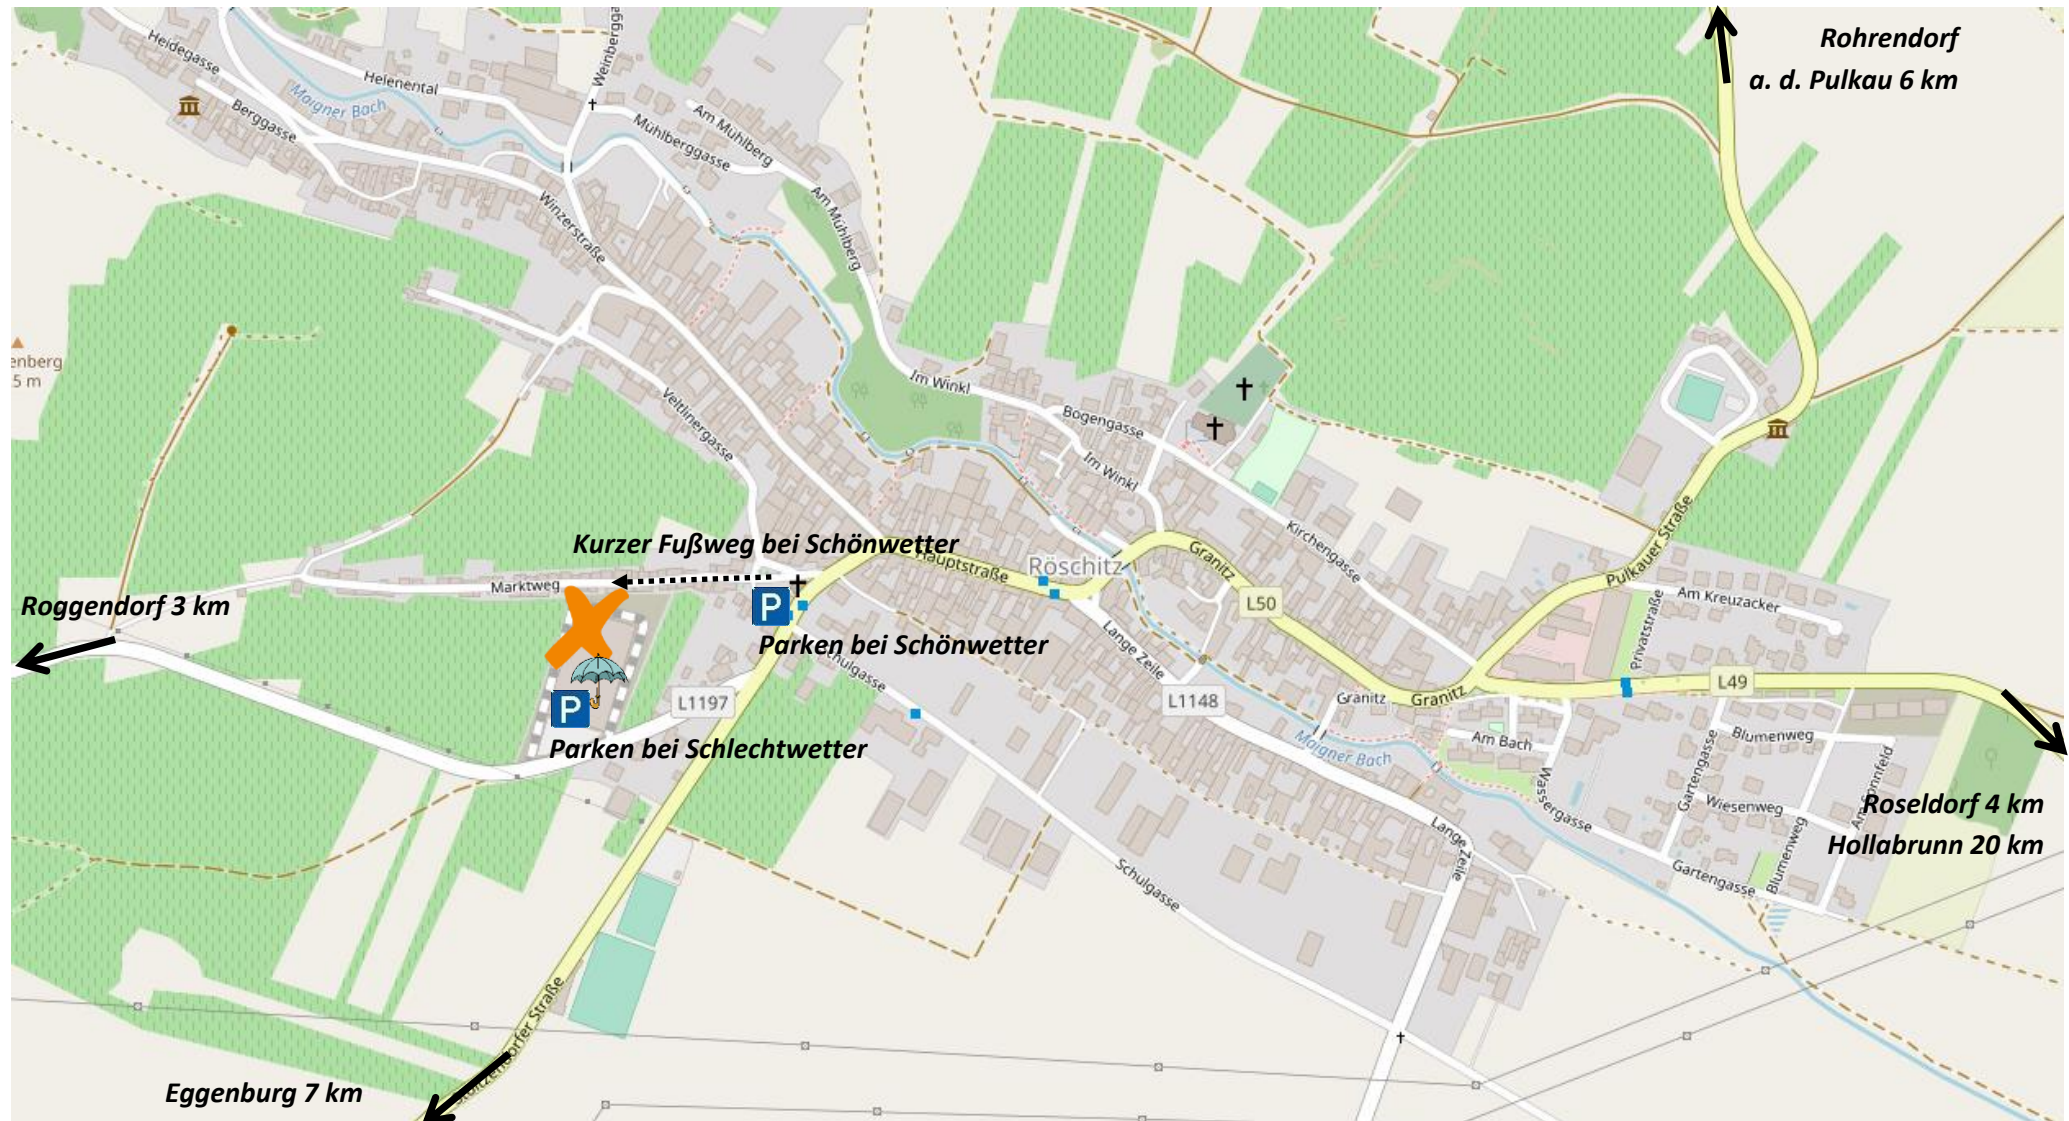 Rohrendorf
a. d. Pulkau 6 km
Heidegasse
Helenental
Maigner Bach
Berggasse
Weinbergge
Am Mühlberg
Mühlberggasse
Am Mühlberg
Winzerstraße
enberg
5 m
Veltlinergasse
Im Winkl
Bogengasse
Im Winkl
Kirchengasse
Kurzer Fußweg bei Schönwetter
Hauptstraße
Röschitz
Granitz
L50
Pulkauer Straße
Am Kreuzacker
Privatstraße
Marktweg
Roggendorf 3 km
P
Parken bei Schönwetter
Schulgasse
Lange Zeile
L1197
L1148
P
Parken bei Schlechtwetter
Granitz
Granitz
L49
Maigner Bach
Am Bach
Wassergasse
Gartengasse
Blumenweg
Wiesenweg
Blumenweg
Roseldorf 4 km
Hollabrunn 20 km
Lange Zeile
Gartengasse
Schulgasse
Eggenburg 7 km